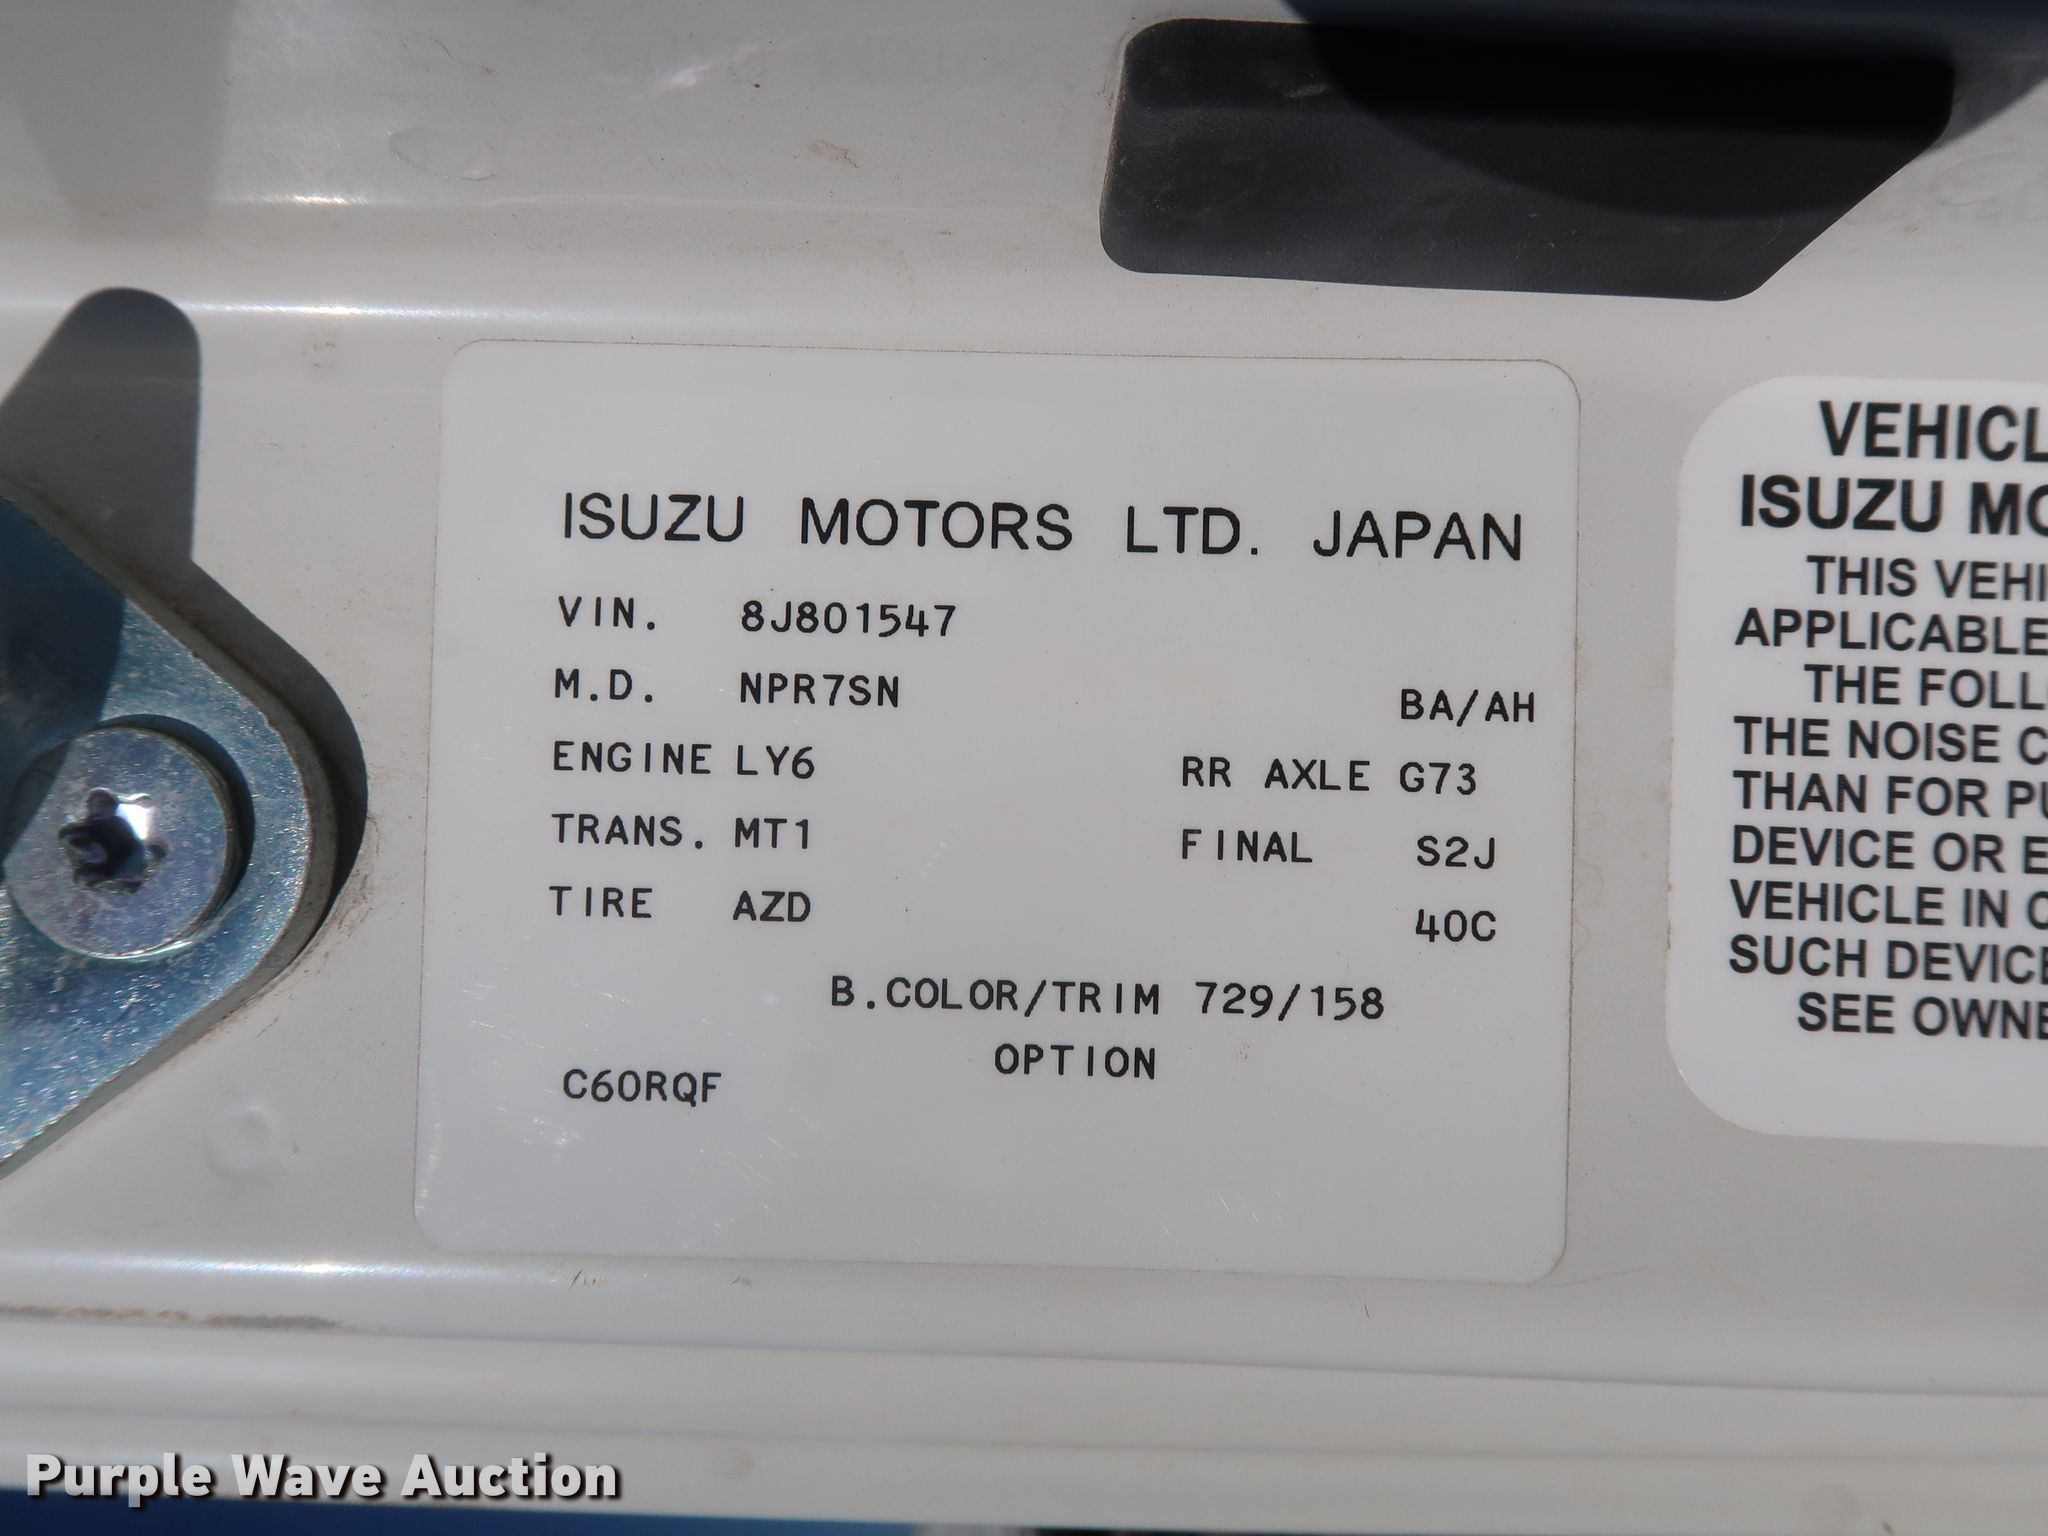 ISUZU MOTORS LTD. JAPAN
VIN. 8J801547
M.D. NPR7SN BA/AH
ENGINE LY6 RR AXLE G73
TRANS. MT1 FINAL S2J
TIRE AZD 40C
B.COLOR/TRIM 729/158
OPTION
C60RQF
VEHICL
ISUZU MO
THIS VEHI
APPLICABLE
THE FOLL
THE NOISE C
THAN FOR PU
DEVICE OR E
VEHICLE IN
SUCH DEVICE
SEE OWNE
Purple Wave Auction